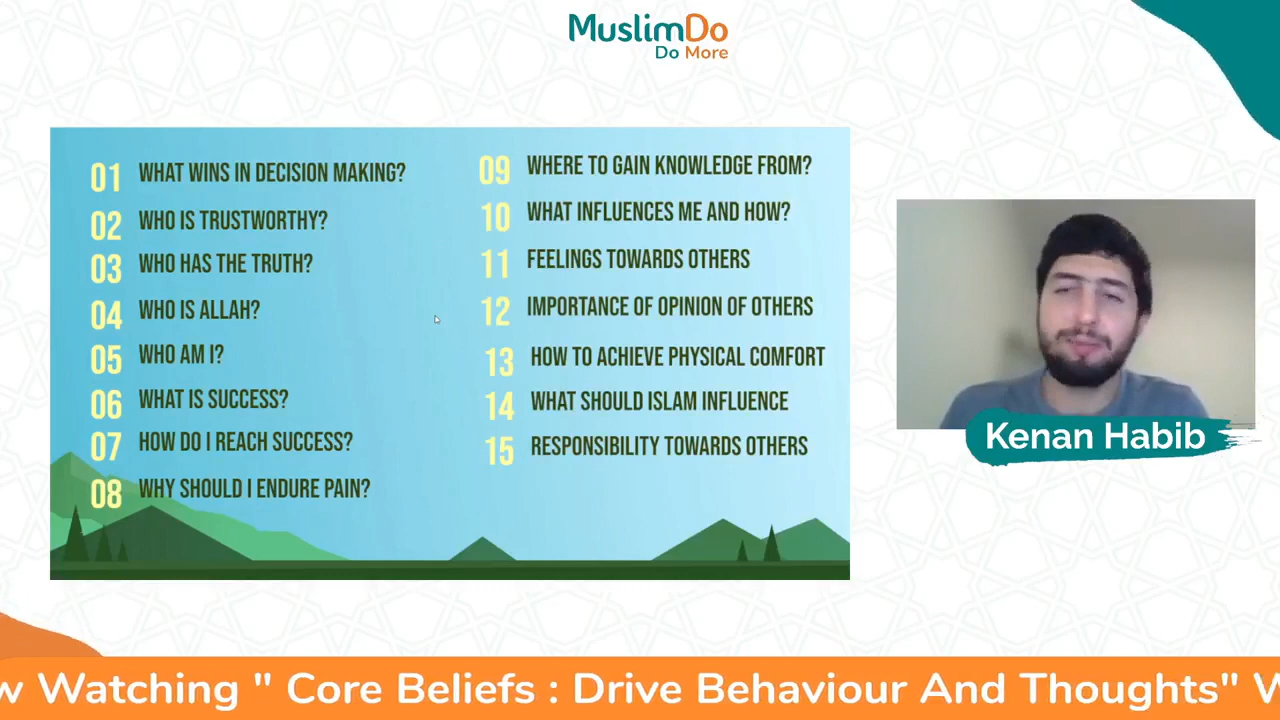 MuslimDo
Do More
01 WHAT WINS IN DECISION MAKING?
02 WHO IS TRUSTWORTHY?
03 WHO HAS THE TRUTH?
04 WHO IS ALLAH?
05 WHO AM I?
06 WHAT IS SUCCESS?
07 HOW DO I REACH SUCCESS?
08 WHY SHOULD I ENDURE PAIN?
09 WHERE TO GAIN KNOWLEDGE FROM?
10 WHAT INFLUENCES ME AND HOW?
11 FEELINGS TOWARDS OTHERS
12 IMPORTANCE OF OPINION OF OTHERS
13 HOW TO ACHIEVE PHYSICAL COMFORT
14 WHAT SHOULD ISLAM INFLUENCE
15 RESPONSIBILITY TOWARDS OTHERS
Kenan Habib
w Watching " Core Beliefs : Drive Behaviour And Thoughts" W